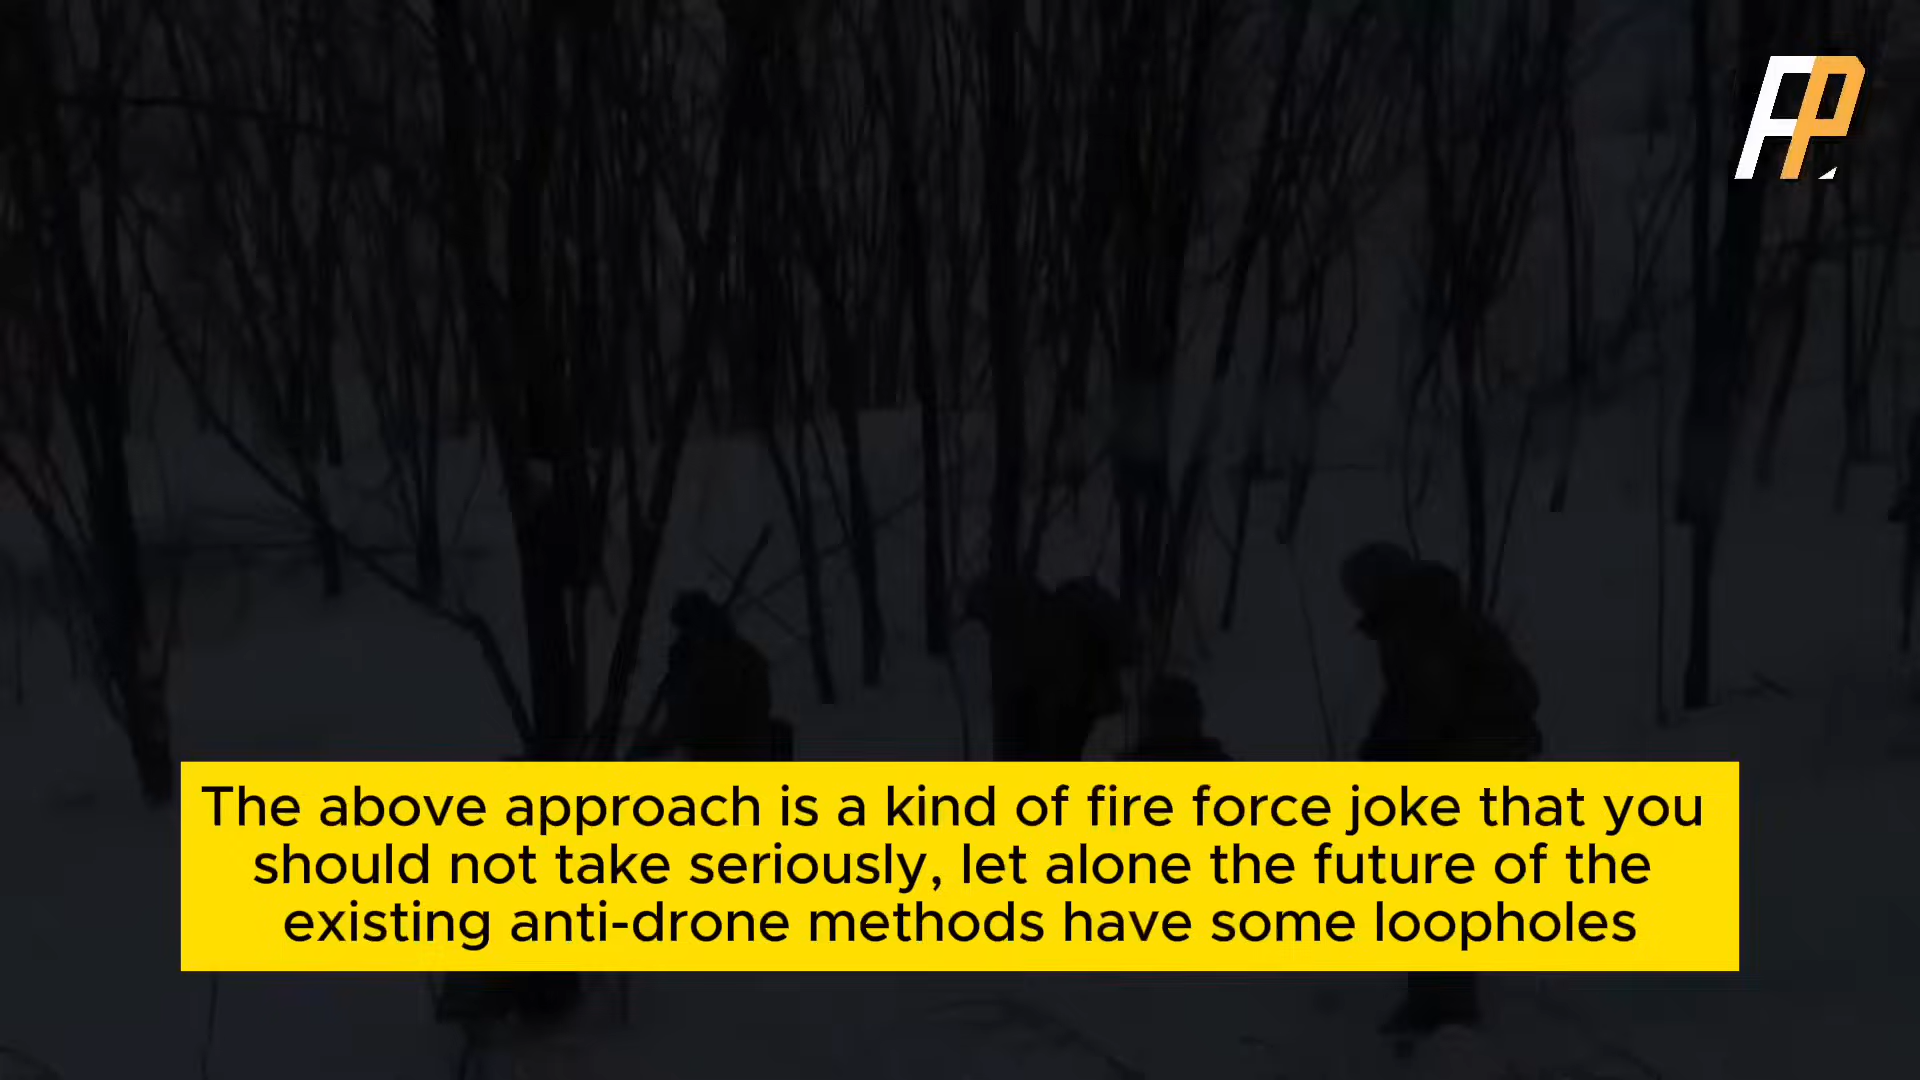 FP
The above approach is a kind of fire force joke that you
should not take seriously, let alone the future of the
existing anti-drone methods have some loopholes